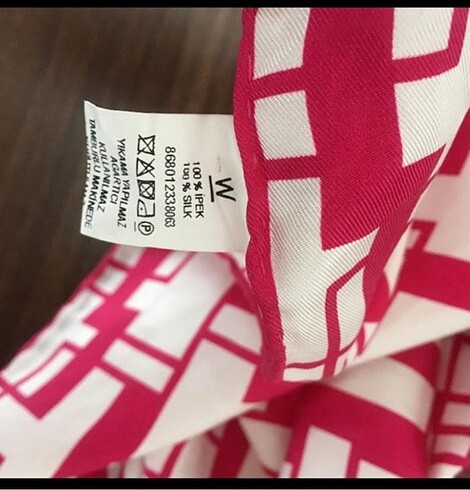 W
100 % İPEK
100 % SILK
868012338063
P
YIKAMA YAPILMAZ
AĞARTICI
KULLANILMAZ
TAMBURLU MAKİNEDE